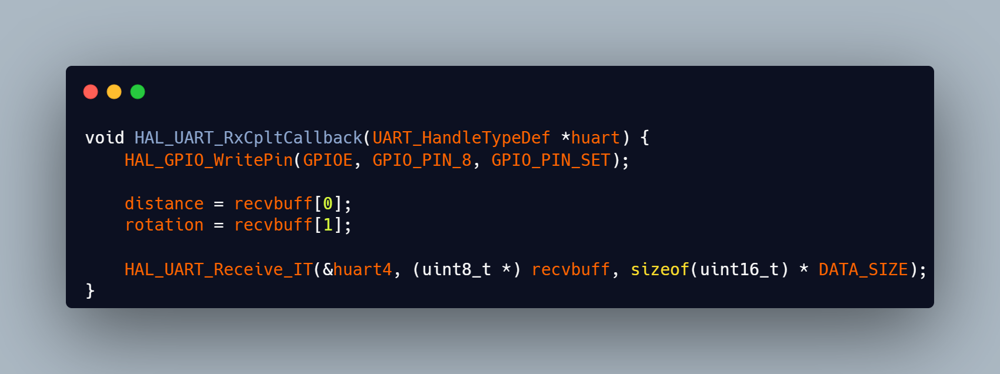 void HAL_UART_RxCpltCallback(UART_HandleTypeDef *huart) {
    HAL_GPIO_WritePin(GPIOE, GPIO_PIN_8, GPIO_PIN_SET);

    distance = recvbuff[0];
    rotation = recvbuff[1];

    HAL_UART_Receive_IT(&huart4, (uint8_t *) recvbuff, sizeof(uint16_t) * DATA_SIZE);
}